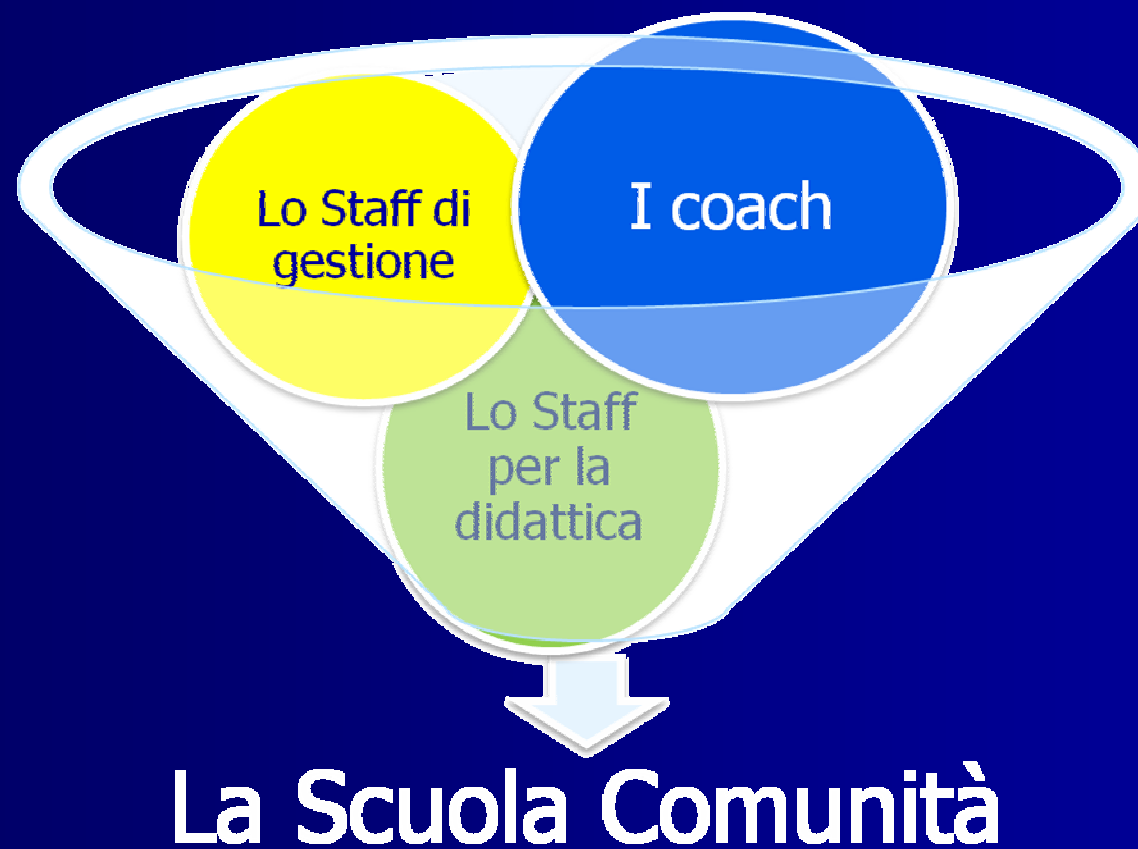 Lo Staff di
gestione
I coach
Lo Staff
per la
didattica
La Scuola Comunità